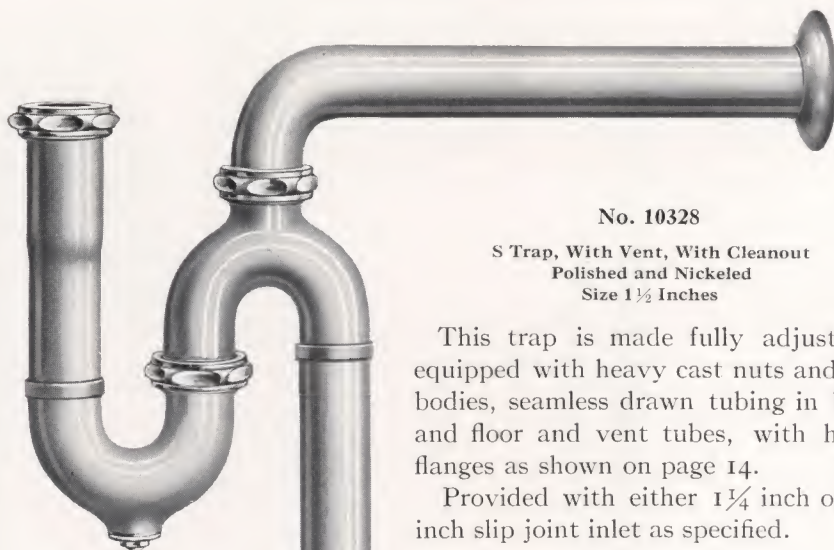 No. 10328
S Trap, With Vent, With Cleanout
Polished and Nickeled
Size 1½ Inches
This trap is made fully adjust
equipped with heavy cast nuts and
bodies, seamless drawn tubing in
and floor and vent tubes, with h
flanges as shown on page 14.
Provided with either 1¼ inch o
inch slip joint inlet as specified.